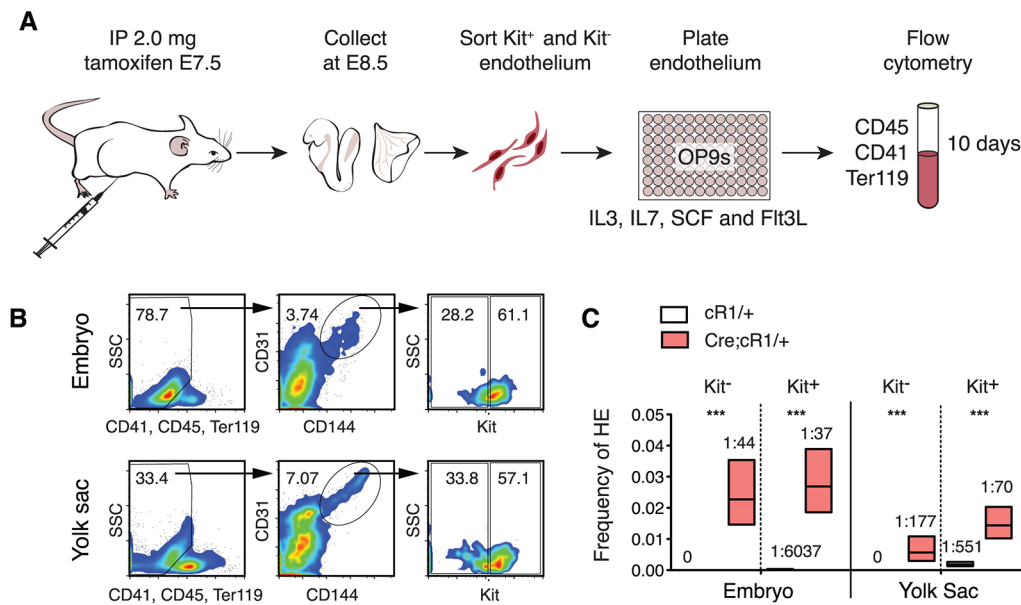 A
IP 2.0 mg
tamoxifen E7.5
Collect
at E8.5
Sort Kit⁺ and Kit⁻
endothelium
Plate
endothelium
Flow
cytometry
OP9s
IL3, IL7, SCF and Flt3L
CD45
CD41
Ter119
10 days
B
Embryo
SSC
78.7
CD41, CD45, Ter119
CD31
3.74
CD144
SSC
28.2
61.1
Kit
Yolk sac
SSC
33.4
CD41, CD45, Ter119
CD31
7.07
CD144
SSC
33.8
57.1
Kit
C
cR1/+
Cre;cR1/+
Kit⁻
Kit+
Kit⁻
Kit+
***
***
***
***
Frequency of HE
0.05
0.04
0.03
0.02
0.01
0.00
0
1:44
1:6037
1:37
0
1:177
1:551
1:70
Embryo
Yolk Sac